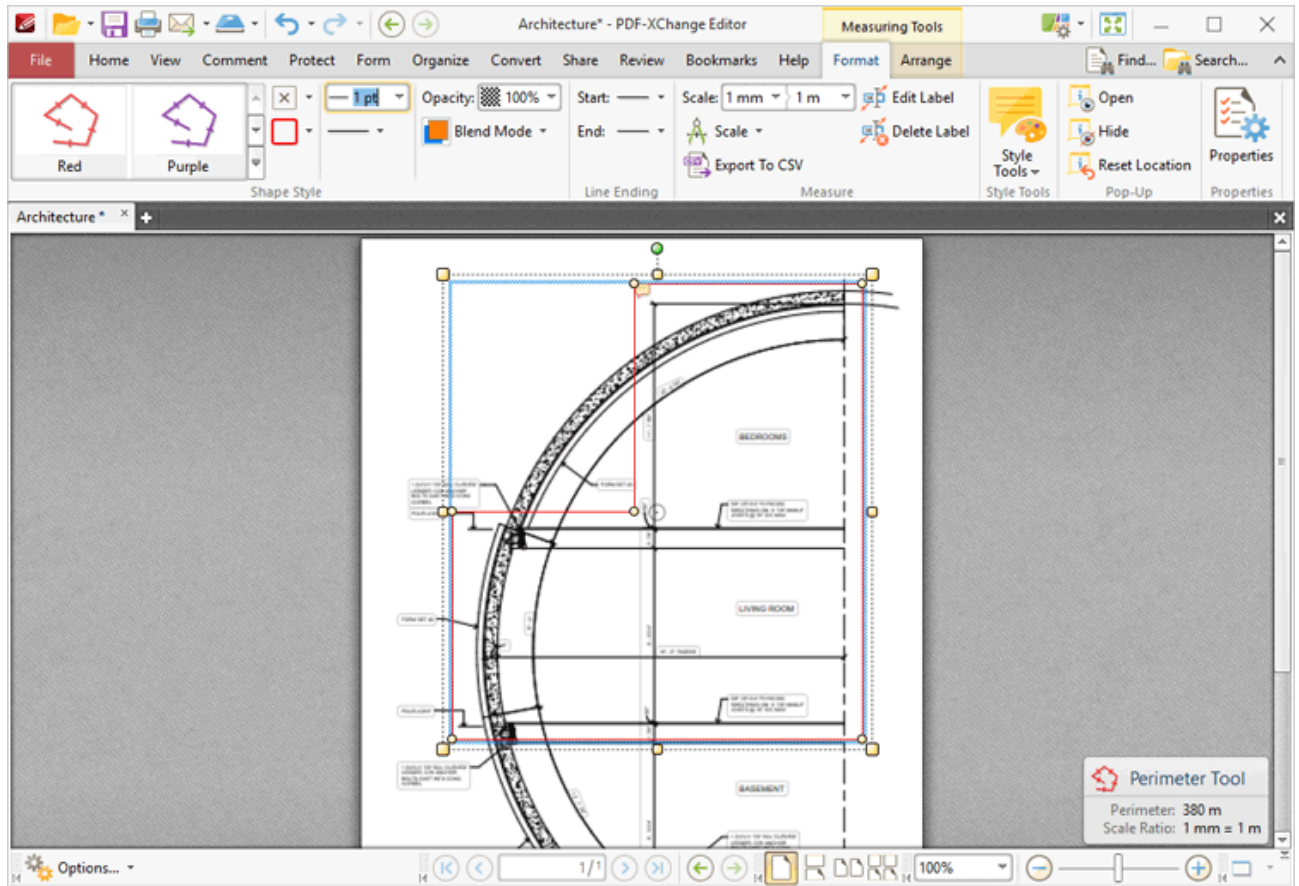 Architecture* - PDF-XChange Editor
Measuring Tools
File Home View Comment Protect Form Organize Convert Share Review Bookmarks Help Format Arrange Find... Search...
1 pt Opacity: 100% Start: Scale: 1 mm 1 m Edit Label Open
Blend Mode End: Scale Delete Label Hide
Export To CSV Reset Location
Red Purple Style Tools Properties
Shape Style Line Ending Measure Style Tools Pop-Up Properties
Architecture *
BEDROOMS
LIVING ROOM
BASEMENT
Perimeter Tool
Perimeter: 380 m
Scale Ratio: 1 mm = 1 m
Options... 1/1 100%